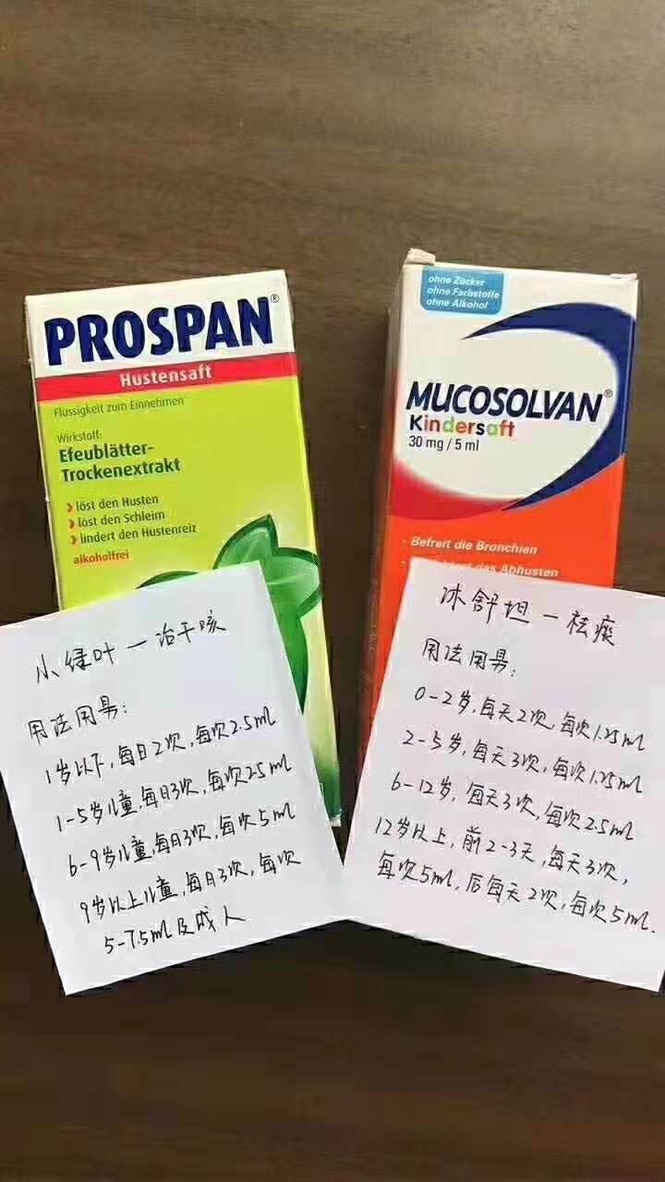 PROSPAN®
Hustensaft
Flüssigkeit zum Einnehmen
Wirkstoff:
Efeublätter-
Trockenextrakt
löst den Husten
löst den Schleim
lindert den Hustenreiz
alkoholfrei
ohne Zucker
ohne Farbstoffe
ohne Alkohol
MUCOSOLVAN®
Kindersaft
30 mg / 5 ml
Befreit die Bronchien
das Abhusten
小绿叶一治干咳
用法用量:
1岁以下,每日2次,每次2.5ml
1-5岁儿童,每日3次,每次2.5ml
6-9岁儿童,每日3次,每次5ml
9岁以上儿童,每日3次,每次
5-7.5ml及成人
沐舒坦一祛痰
用法用量:
0-2岁,每天2次,每次1.25ml
2-5岁,每天3次,每次1.25ml
6-12岁,每天3次,每次2.5ml
12岁以上,前2-3天,每天3次,
每次5ml,后每天2次,每次5ml.